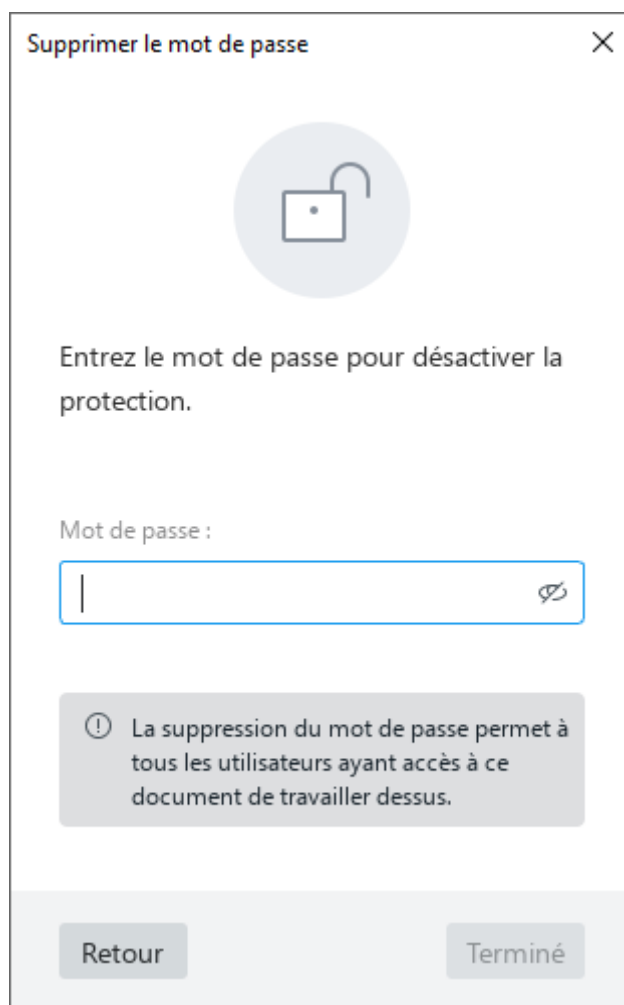 Supprimer le mot de passe
Entrez le mot de passe pour désactiver la
protection.
Mot de passe :
La suppression du mot de passe permet à
tous les utilisateurs ayant accès à ce
document de travailler dessus.
Retour
Terminé